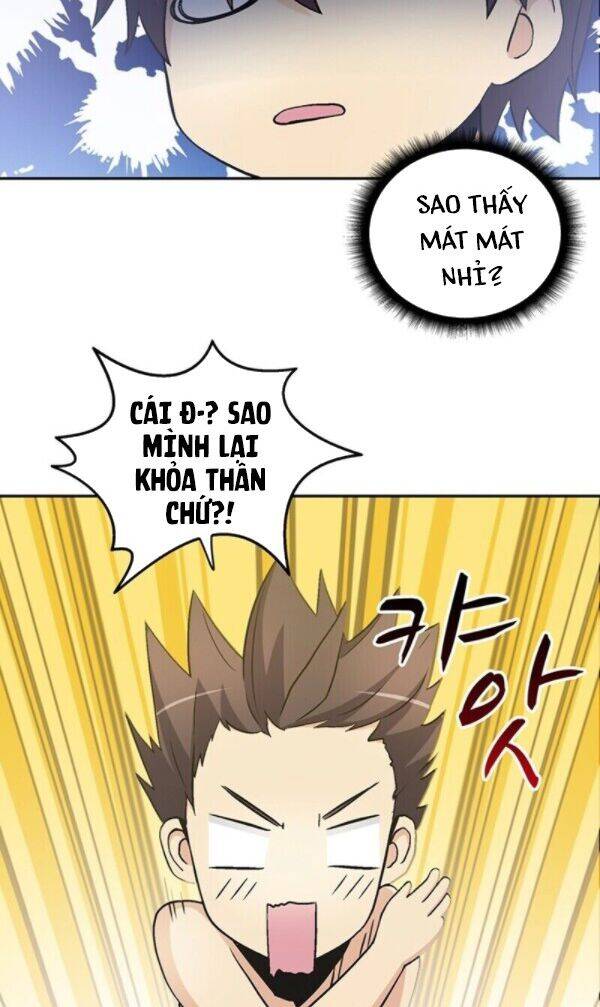 SAO THẤY
MÁT MÁT
NHỈ?
CÁI Đ-? SAO
MÌNH LẠI
KHỎA THÂN
CHỨ?!
캬
앗